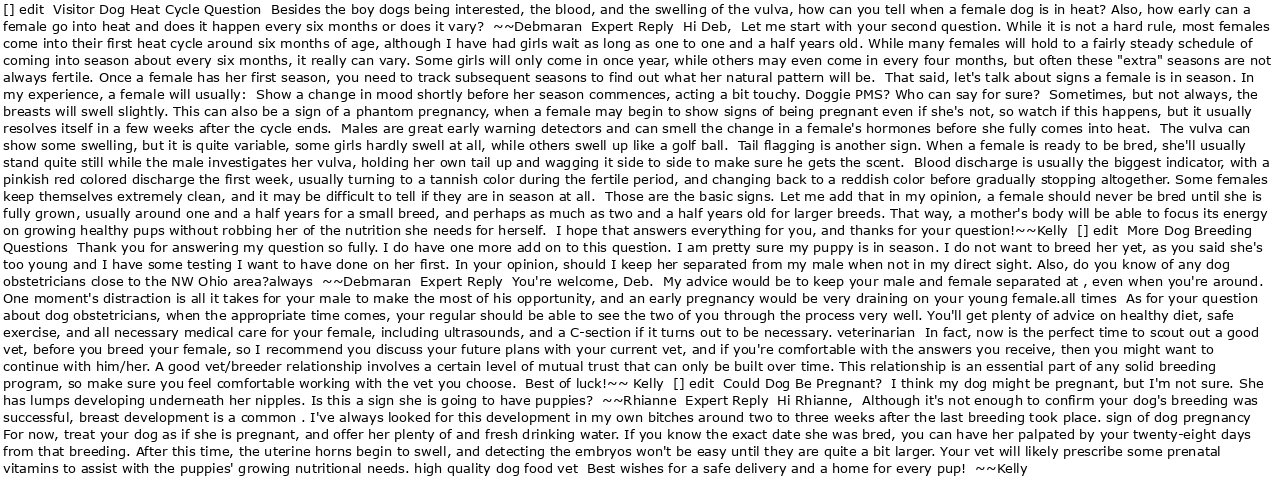 [] edit  Visitor Dog Heat Cycle Question  Besides the boy dogs being interested, the blood, and the swelling of the vulva, how can you tell when a female dog is in heat? Also, how early can a
female go into heat and does it happen every six months or does it vary?  ~~Debmaran  Expert Reply  Hi Deb,  Let me start with your second question. While it is not a hard rule, most females
come into their first heat cycle around six months of age, although I have had girls wait as long as one to one and a half years old. While many females will hold to a fairly steady schedule of
coming into season about every six months, it really can vary. Some girls will only come in once year, while others may even come in every four months, but often these "extra" seasons are not
always fertile. Once a female has her first season, you need to track subsequent seasons to find out what her natural pattern will be.  That said, let's talk about signs a female is in season. In
my experience, a female will usually:  Show a change in mood shortly before her season commences, acting a bit touchy. Doggie PMS? Who can say for sure?  Sometimes, but not always, the
breasts will swell slightly. This can also be a sign of a phantom pregnancy, when a female may begin to show signs of being pregnant even if she's not, so watch if this happens, but it usually
resolves itself in a few weeks after the cycle ends.  Males are great early warning detectors and can smell the change in a female's hormones before she fully comes into heat.  The vulva can
show some swelling, but it is quite variable, some girls hardly swell at all, while others swell up like a golf ball.  Tail flagging is another sign. When a female is ready to be bred, she'll usually
stand quite still while the male investigates her vulva, holding her own tail up and wagging it side to side to make sure he gets the scent.  Blood discharge is usually the biggest indicator, with a
pinkish red colored discharge the first week, usually turning to a tannish color during the fertile period, and changing back to a reddish color before gradually stopping altogether. Some females
keep themselves extremely clean, and it may be difficult to tell if they are in season at all.  Those are the basic signs. Let me add that in my opinion, a female should never be bred until she is
fully grown, usually around one and a half years for a small breed, and perhaps as much as two and a half years old for larger breeds. That way, a mother's body will be able to focus its energy
on growing healthy pups without robbing her of the nutrition she needs for herself.  I hope that answers everything for you, and thanks for your question!~~Kelly  [] edit  More Dog Breeding
Questions  Thank you for answering my question so fully. I do have one more add on to this question. I am pretty sure my puppy is in season. I do not want to breed her yet, as you said she's
too young and I have some testing I want to have done on her first. In your opinion, should I keep her separated from my male when not in my direct sight. Also, do you know of any dog
obstetricians close to the NW Ohio area?always  ~~Debmaran  Expert Reply  You're welcome, Deb.  My advice would be to keep your male and female separated at , even when you're around.
One moment's distraction is all it takes for your male to make the most of his opportunity, and an early pregnancy would be very draining on your young female.all times  As for your question
about dog obstetricians, when the appropriate time comes, your regular should be able to see the two of you through the process very well. You'll get plenty of advice on healthy diet, safe
exercise, and all necessary medical care for your female, including ultrasounds, and a C-section if it turns out to be necessary. veterinarian  In fact, now is the perfect time to scout out a good
vet, before you breed your female, so I recommend you discuss your future plans with your current vet, and if you're comfortable with the answers you receive, then you might want to
continue with him/her. A good vet/breeder relationship involves a certain level of mutual trust that can only be built over time. This relationship is an essential part of any solid breeding
program, so make sure you feel comfortable working with the vet you choose.  Best of luck!~~ Kelly  [] edit  Could Dog Be Pregnant?  I think my dog might be pregnant, but I'm not sure. She
has lumps developing underneath her nipples. Is this a sign she is going to have puppies?  ~~Rhianne  Expert Reply  Hi Rhianne,  Although it's not enough to confirm your dog's breeding was
successful, breast development is a common . I've always looked for this development in my own bitches around two to three weeks after the last breeding took place. sign of dog pregnancy
For now, treat your dog as if she is pregnant, and offer her plenty of and fresh drinking water. If you know the exact date she was bred, you can have her palpated by your twenty-eight days
from that breeding. After this time, the uterine horns begin to swell, and detecting the embryos won't be easy until they are quite a bit larger. Your vet will likely prescribe some prenatal
vitamins to assist with the puppies' growing nutritional needs. high quality dog food vet  Best wishes for a safe delivery and a home for every pup!  ~~Kelly